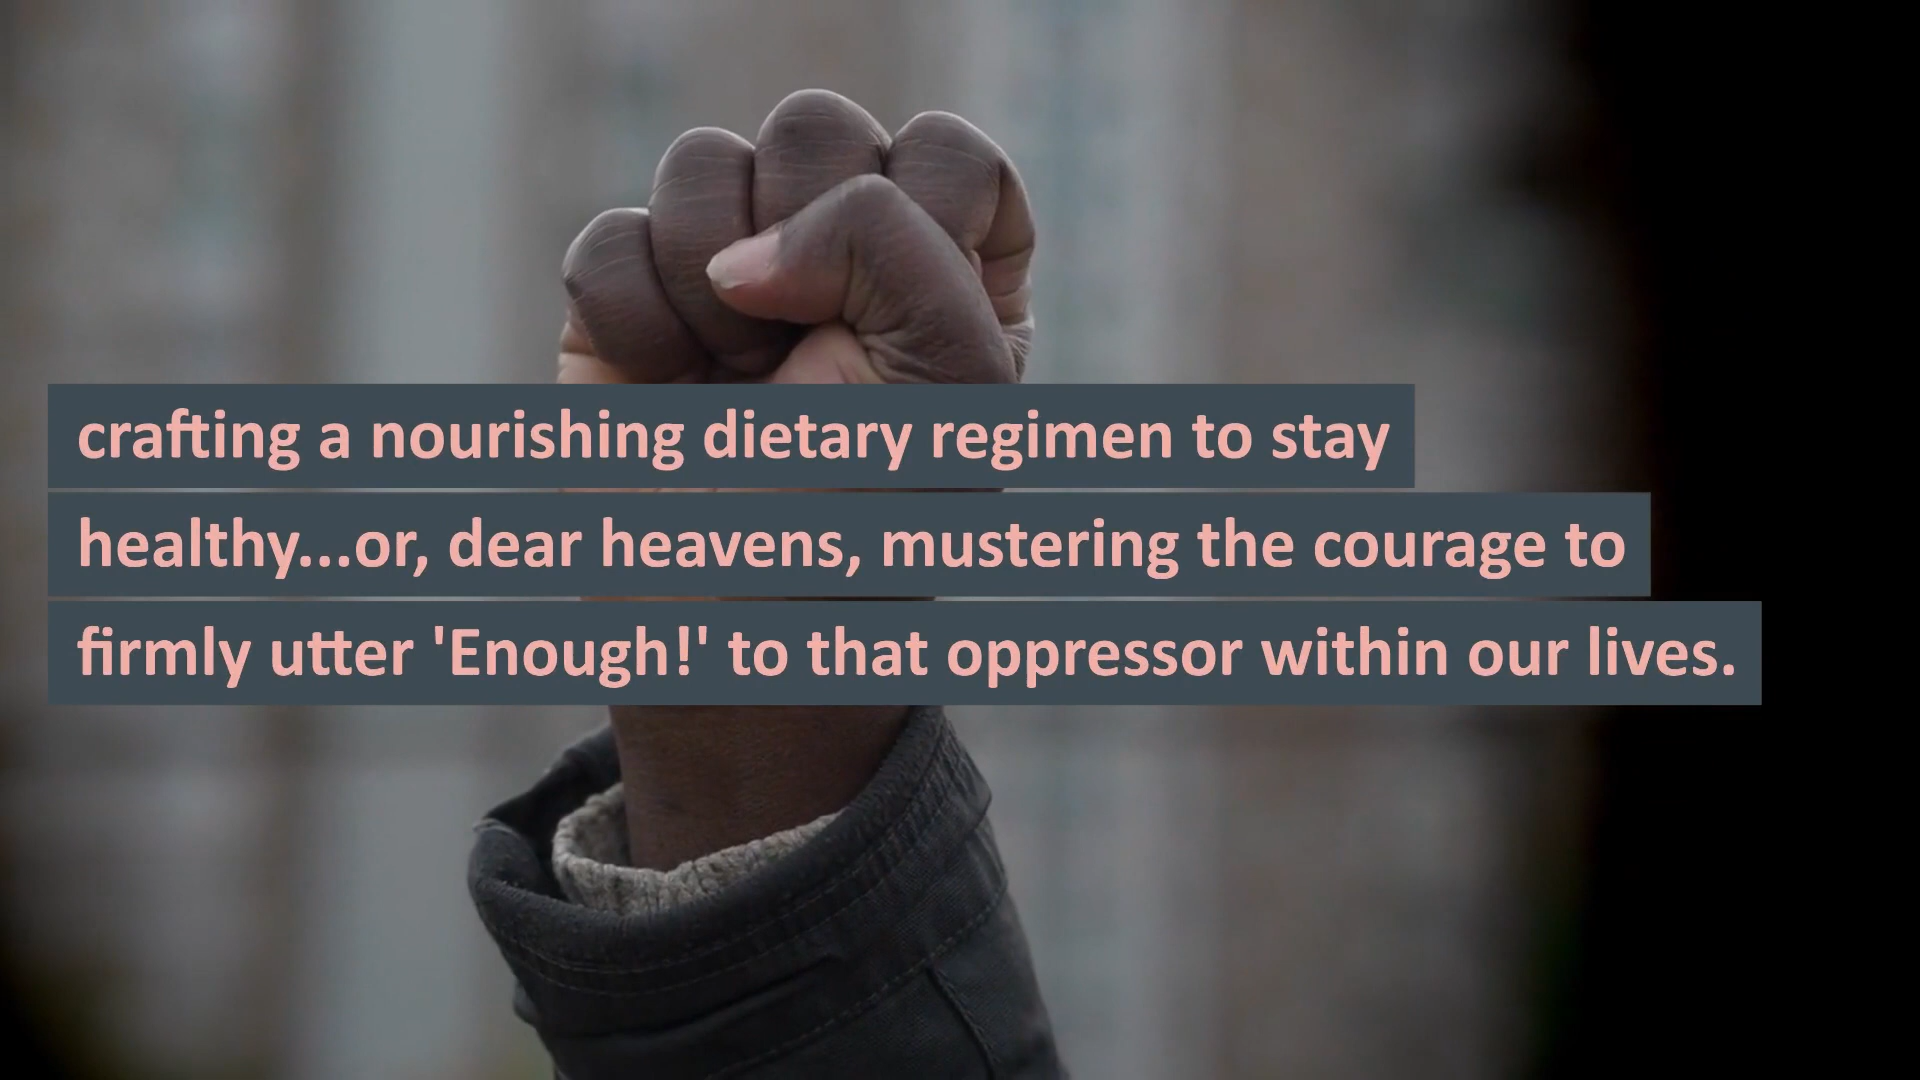 crafting a nourishing dietary regimen to stay
healthy...or, dear heavens, mustering the courage to
firmly utter 'Enough!' to that oppressor within our lives.